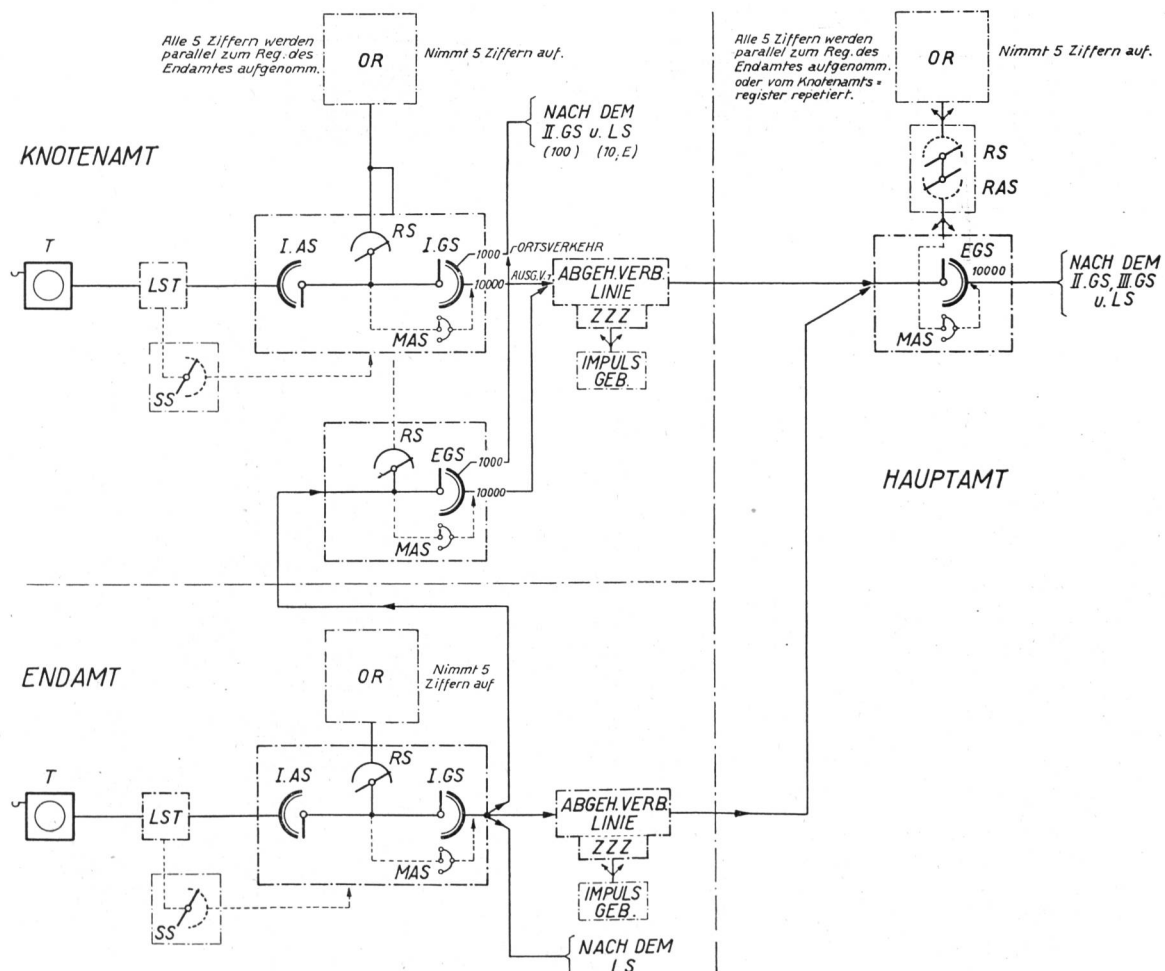 Alle 5 Ziffern werden
parallel zum Reg. des
Endamtes aufgenomm.
OR
Nimmt 5 Ziffern auf.
NACH DEM
II.GS u. LS
(100) (10, E)
KNOTENAMT
T
LST
SS
I.AS
RS
I.GS
1000
ORTSVERKEHR
10000
AUSG.V.
MAS
ABGEH.VERB.
LINIE
ZZZ
IMPULS
GEB.
RS
EGS
1000
10000
MAS
Alle 5 Ziffern werden
parallel zum Reg. des
Endamtes aufgenomm.
oder vom Knotenamts=
register repetiert.
OR
Nimmt 5 Ziffern auf.
RS
RAS
EGS
10000
MAS
NACH DEM
II.GS, III.GS
u. LS
HAUPTAMT
ENDAMT
OR
Nimmt 5
Ziffern auf
T
LST
SS
I.AS
RS
I.GS
MAS
ABGEH.VERB.
LINIE
ZZZ
IMPULS
GEB.
NACH DEM
LS